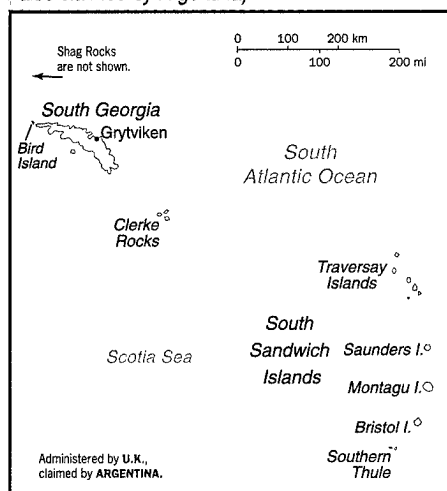 Shag Rocks
are not shown.
0 100 200 km
0 100 200 mi
South Georgia
Grytviken
Bird
Island
South
Atlantic Ocean
Clerke
Rocks
Traversay
Islands
South
Sandwich
Islands
Scotia Sea
Saunders I.
Montagu I.
Bristol I.
Southern
Thule
Administered by U.K.,
claimed by ARGENTINA.